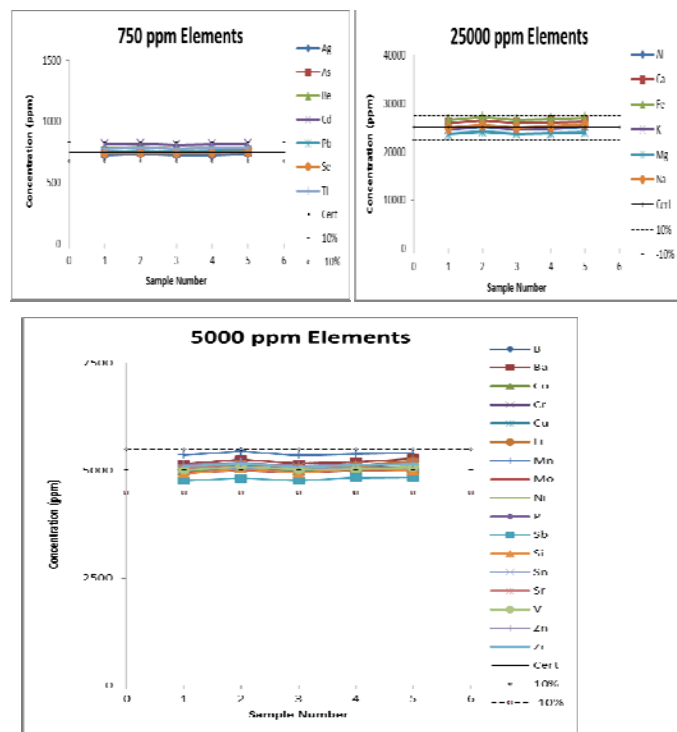 750 ppm Elements
Concentration (ppm)
1500
1000
500
0
0 1 2 3 4 5 6
Sample Number
Ag
As
Be
Cd
Pb
Se
Tl
Cert
10%
10%
25000 ppm Elements
Concentration (ppm)
40000
30000
20000
10000
0
0 1 2 3 4 5 6
Sample Number
Al
Ca
Fe
K
Mg
Na
Cert
10%
-10%
5000 ppm Elements
Concentration (ppm)
7500
5000
2500
0
0 1 2 3 4 5 6
Sample Number
B
Ba
Co
Cr
Cu
Li
Mn
Mo
Ni
P
Sb
Si
Sn
Sr
V
Zn
Cert
10%
10%